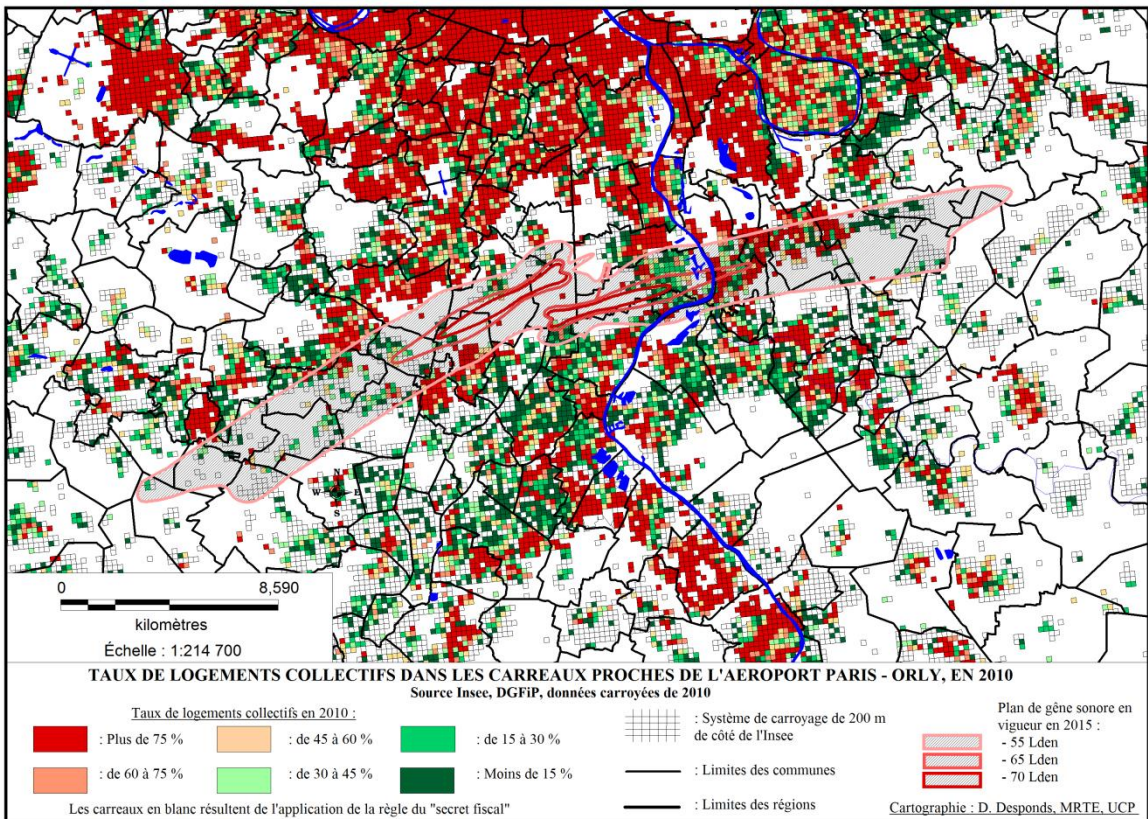 N
W E
S
0 8,590
kilomètres
Échelle : 1:214 700
TAUX DE LOGEMENTS COLLECTIFS DANS LES CARREAUX PROCHES DE L'AEROPORT PARIS - ORLY, EN 2010
Source Insee, DGFiP, données carroyées de 2010
Taux de logements collectifs en 2010 :
: Plus de 75 %
: de 45 à 60 %
: de 15 à 30 %
: de 60 à 75 %
: de 30 à 45 %
: Moins de 15 %
Les carreaux en blanc résultent de l'application de la règle du "secret fiscal"
: Système de carroyage de 200 m
de côté de l'Insee
: Limites des communes
: Limites des régions
Plan de gêne sonore en
vigueur en 2015 :
- 55 Lden
- 65 Lden
- 70 Lden
Cartographie : D. Desponds, MRTE, UCP